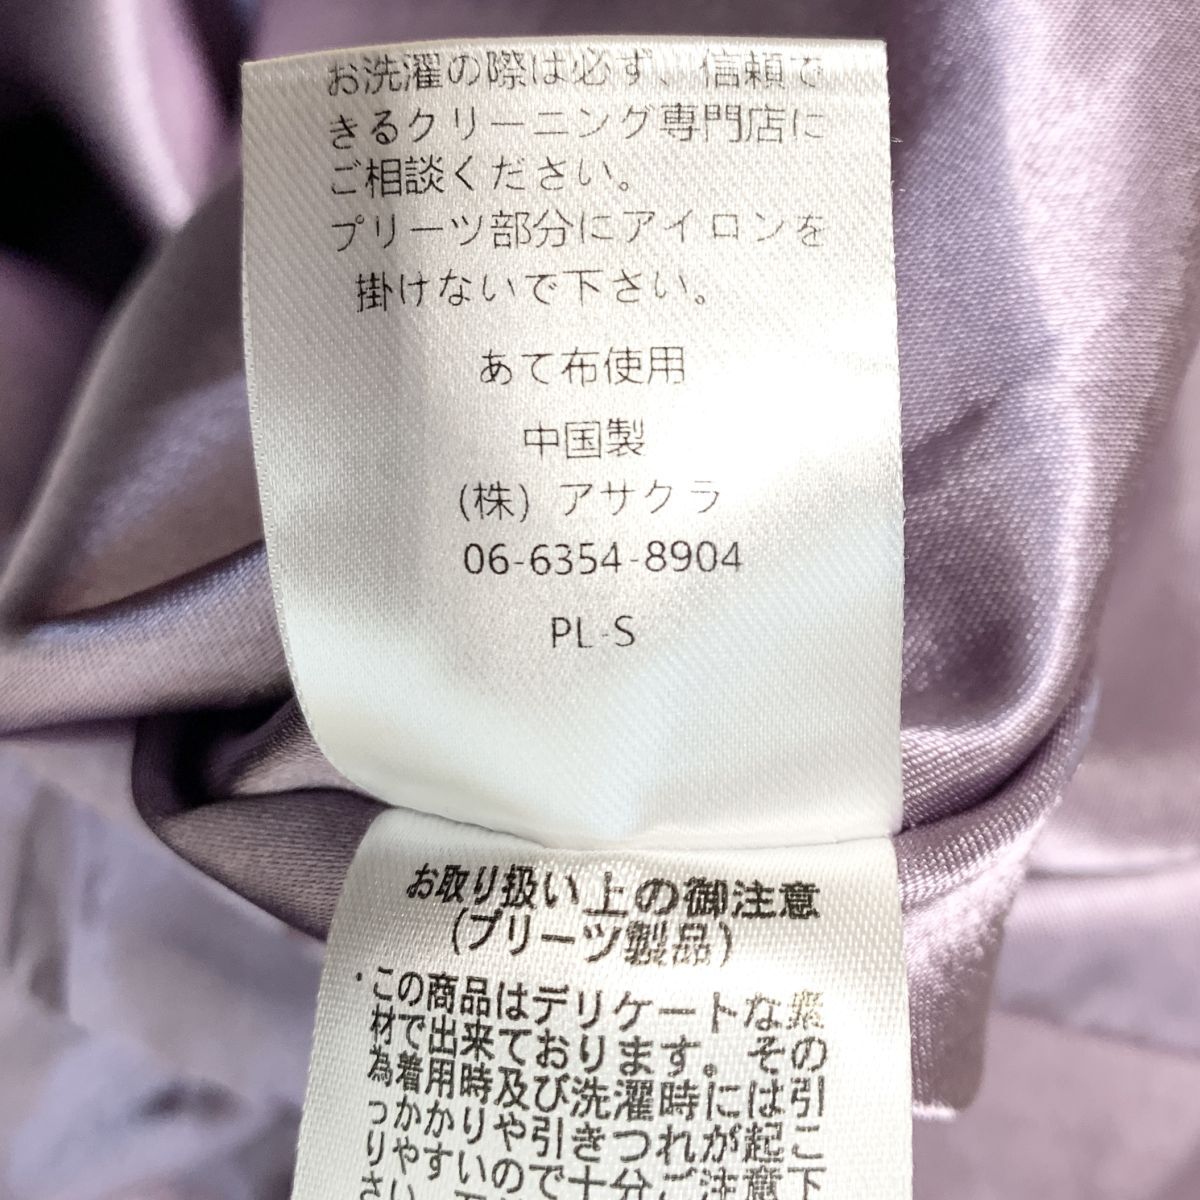 お洗濯の際は必ず、信頼で
きるクリーニング専門店に
ご相談ください。
プリーツ部分にアイロンを
掛けないで下さい。
あて布使用
中国製
(株) アサクラ
06-6354-8904
PL-S
お取り扱い上の御注意
(プリーツ製品)
・この商品はデリケートな素
材で出来ております。その
為着用時及び洗濯時には引
っかかりや引きつれが起こ
りやすいので十分ご注意下
さい。